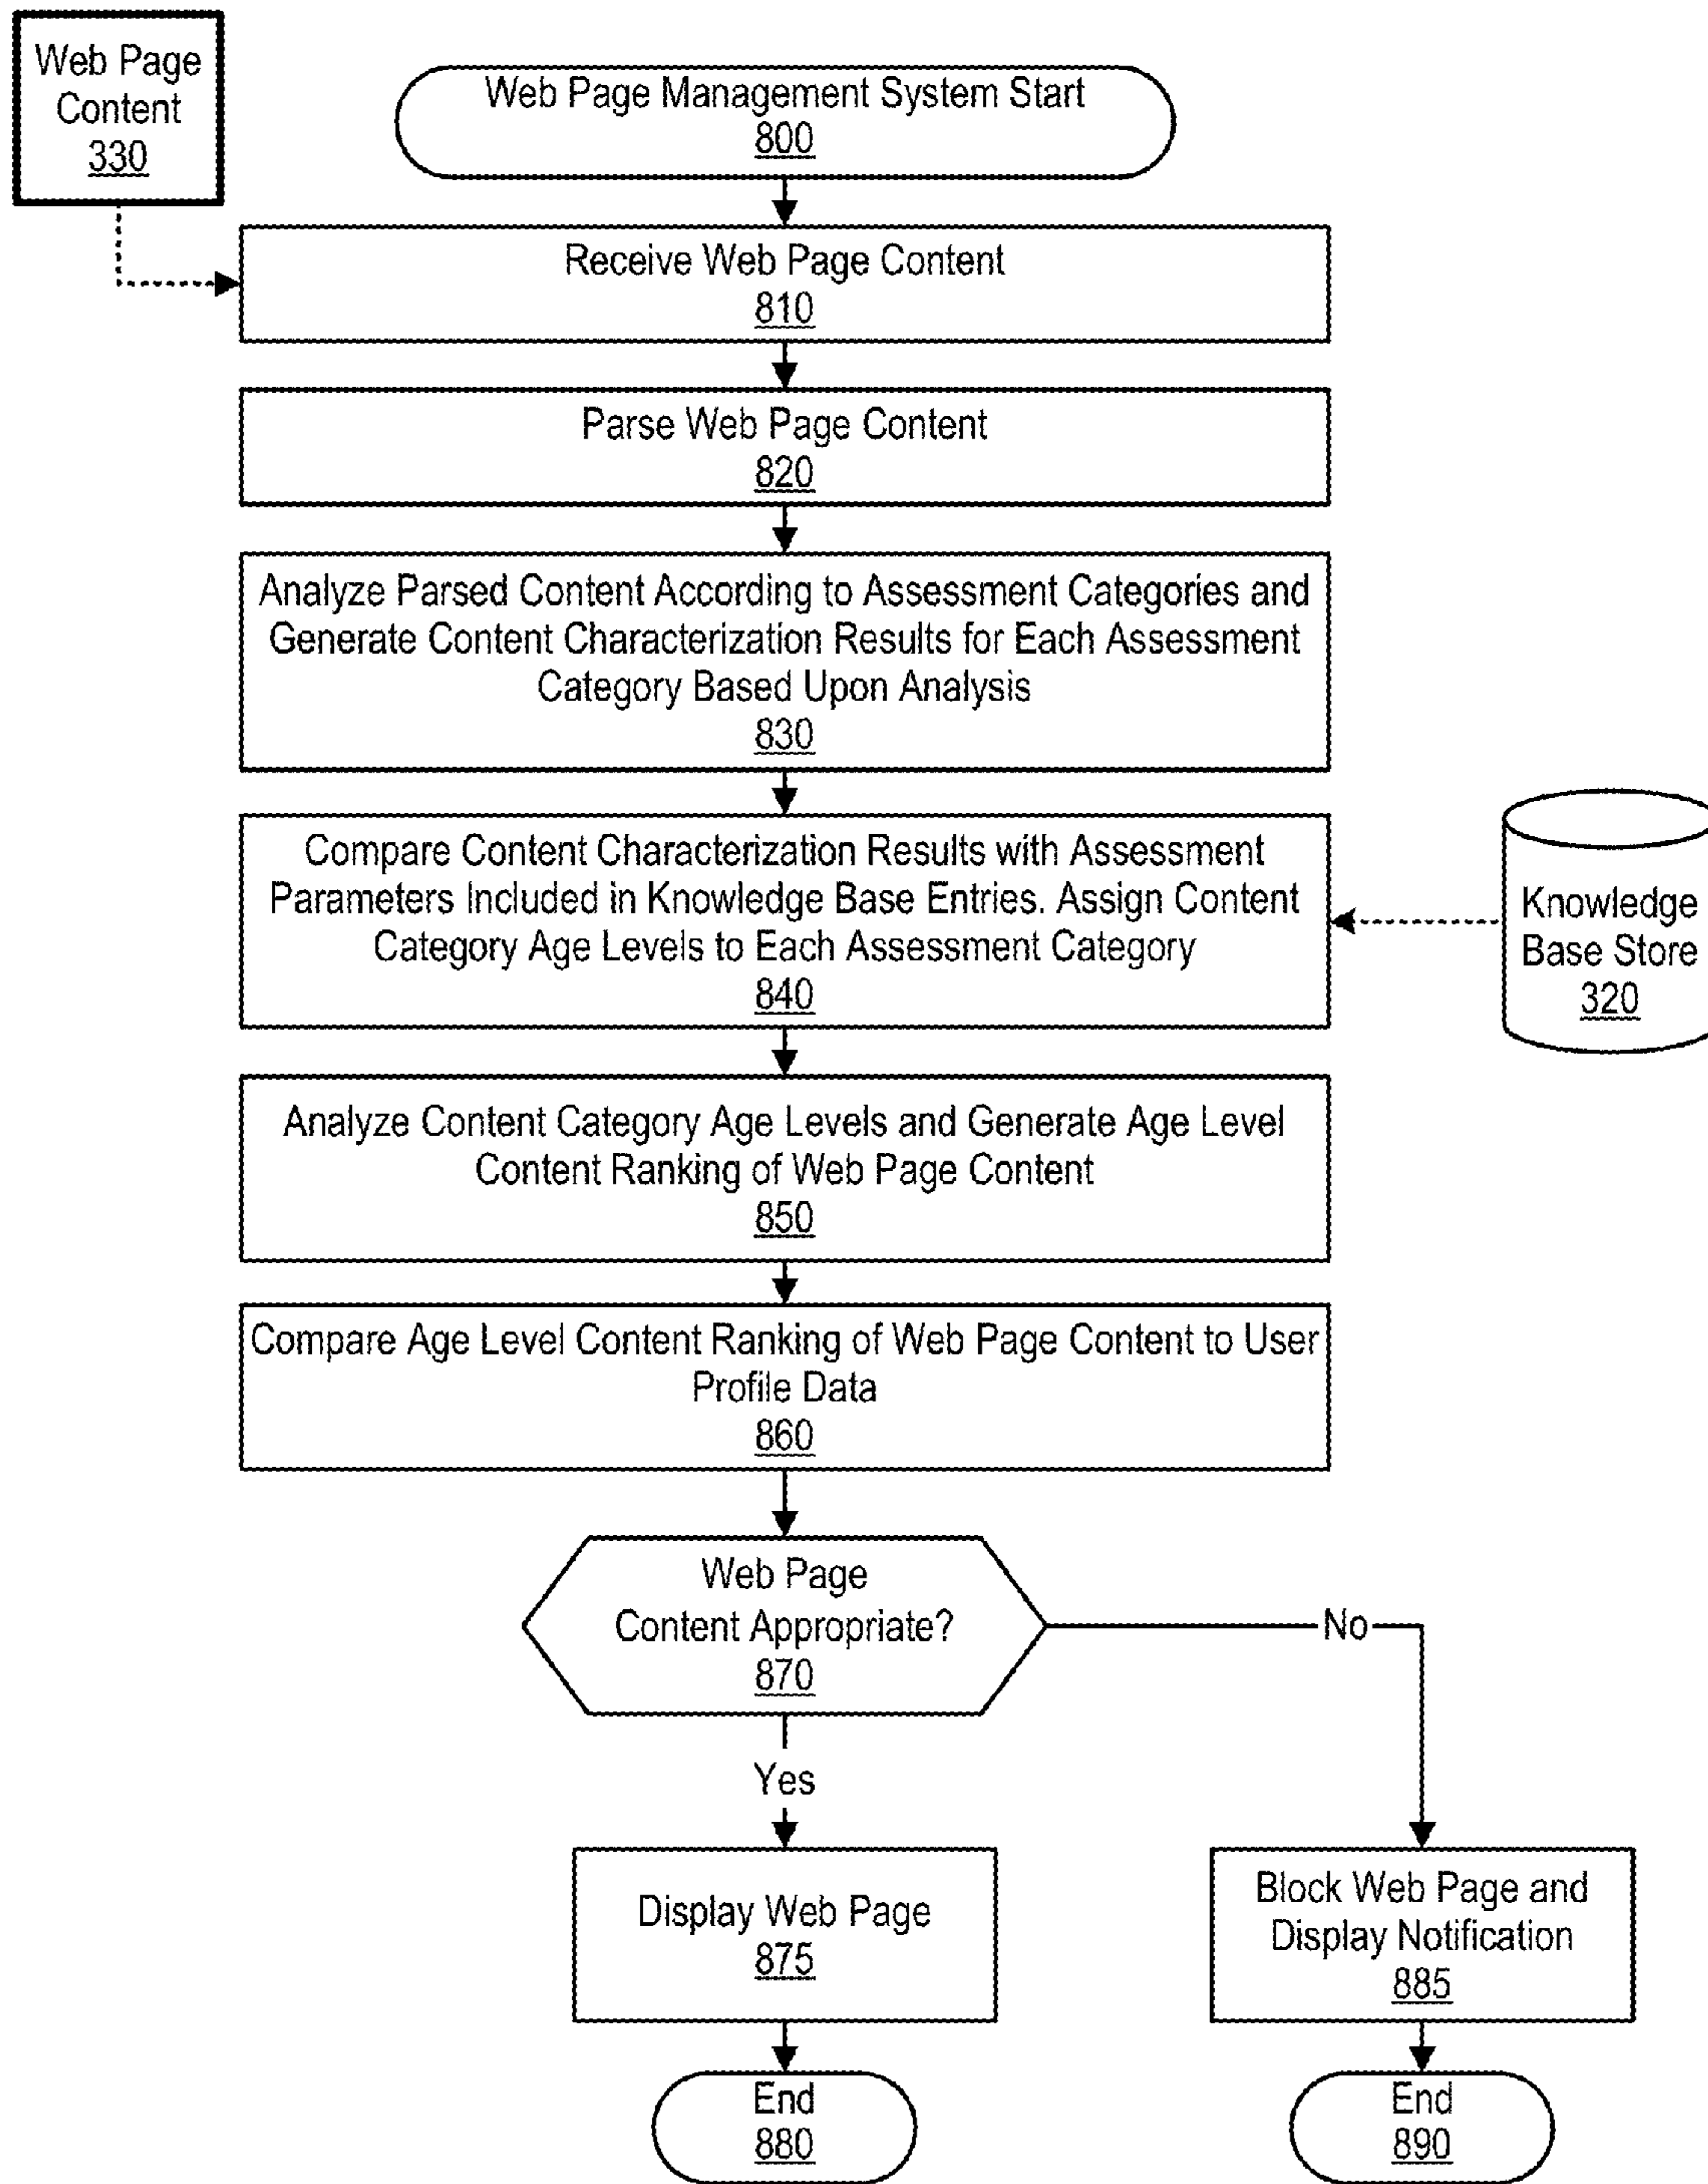 Web Page
Content
330
Web Page Management System Start
800
Receive Web Page Content
810
Parse Web Page Content
820
Analyze Parsed Content According to Assessment Categories and
Generate Content Characterization Results for Each Assessment
Category Based Upon Analysis
830
Compare Content Characterization Results with Assessment
Parameters Included in Knowledge Base Entries. Assign Content
Category Age Levels to Each Assessment Category
840
Knowledge
Base Store
320
Analyze Content Category Age Levels and Generate Age Level
Content Ranking of Web Page Content
850
Compare Age Level Content Ranking of Web Page Content to User
Profile Data
860
Web Page
Content Appropriate?
870
No
Yes
Display Web Page
875
Block Web Page and
Display Notification
885
End
880
End
890